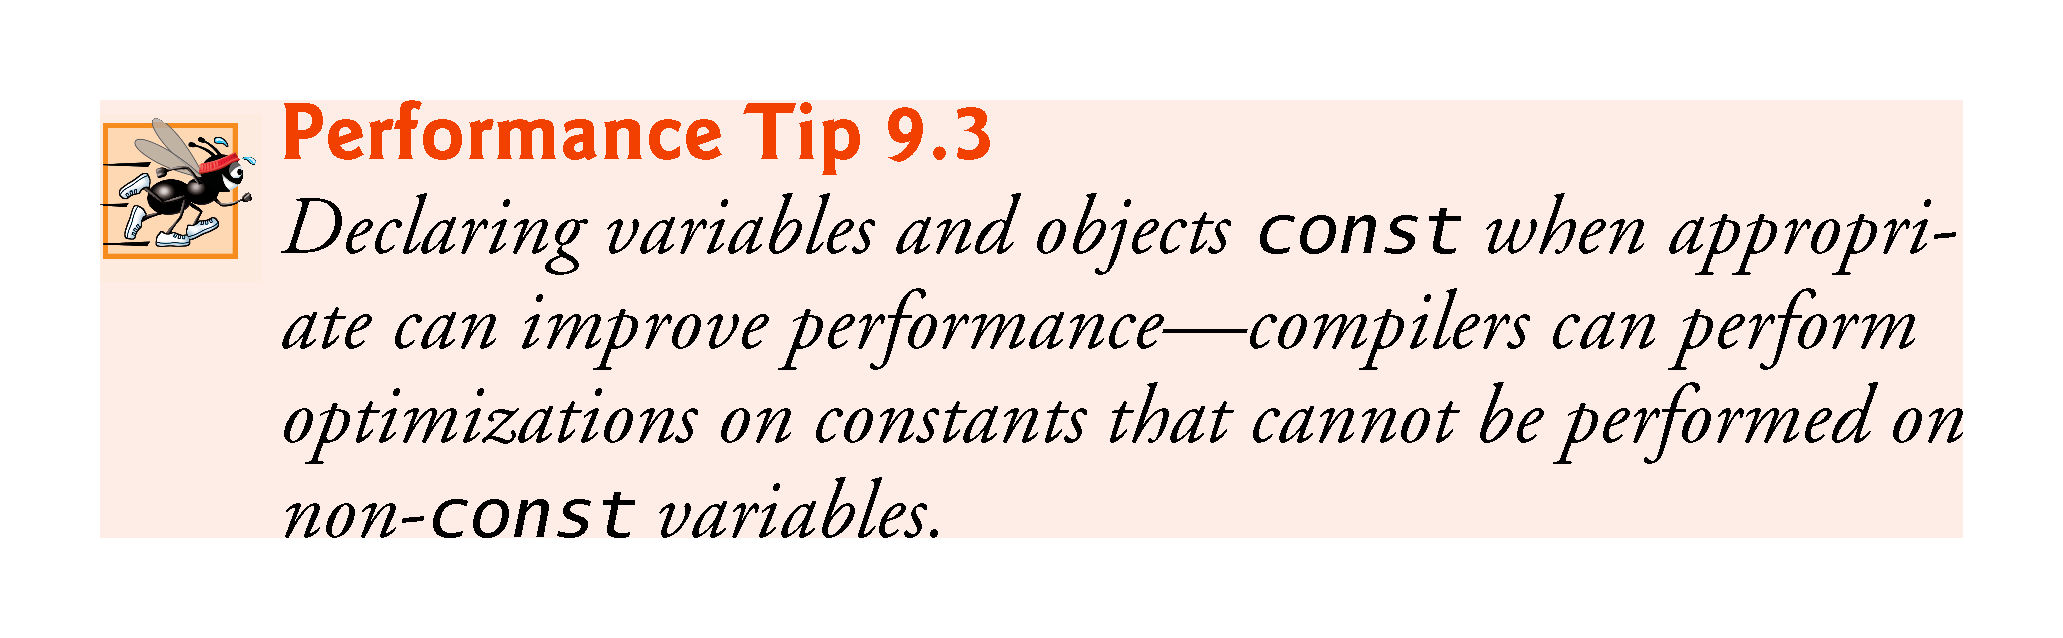 Performance Tip 9.3
Declaring variables and objects const when appropri-
ate can improve performance—compilers can perform
optimizations on constants that cannot be performed on
non-const variables.